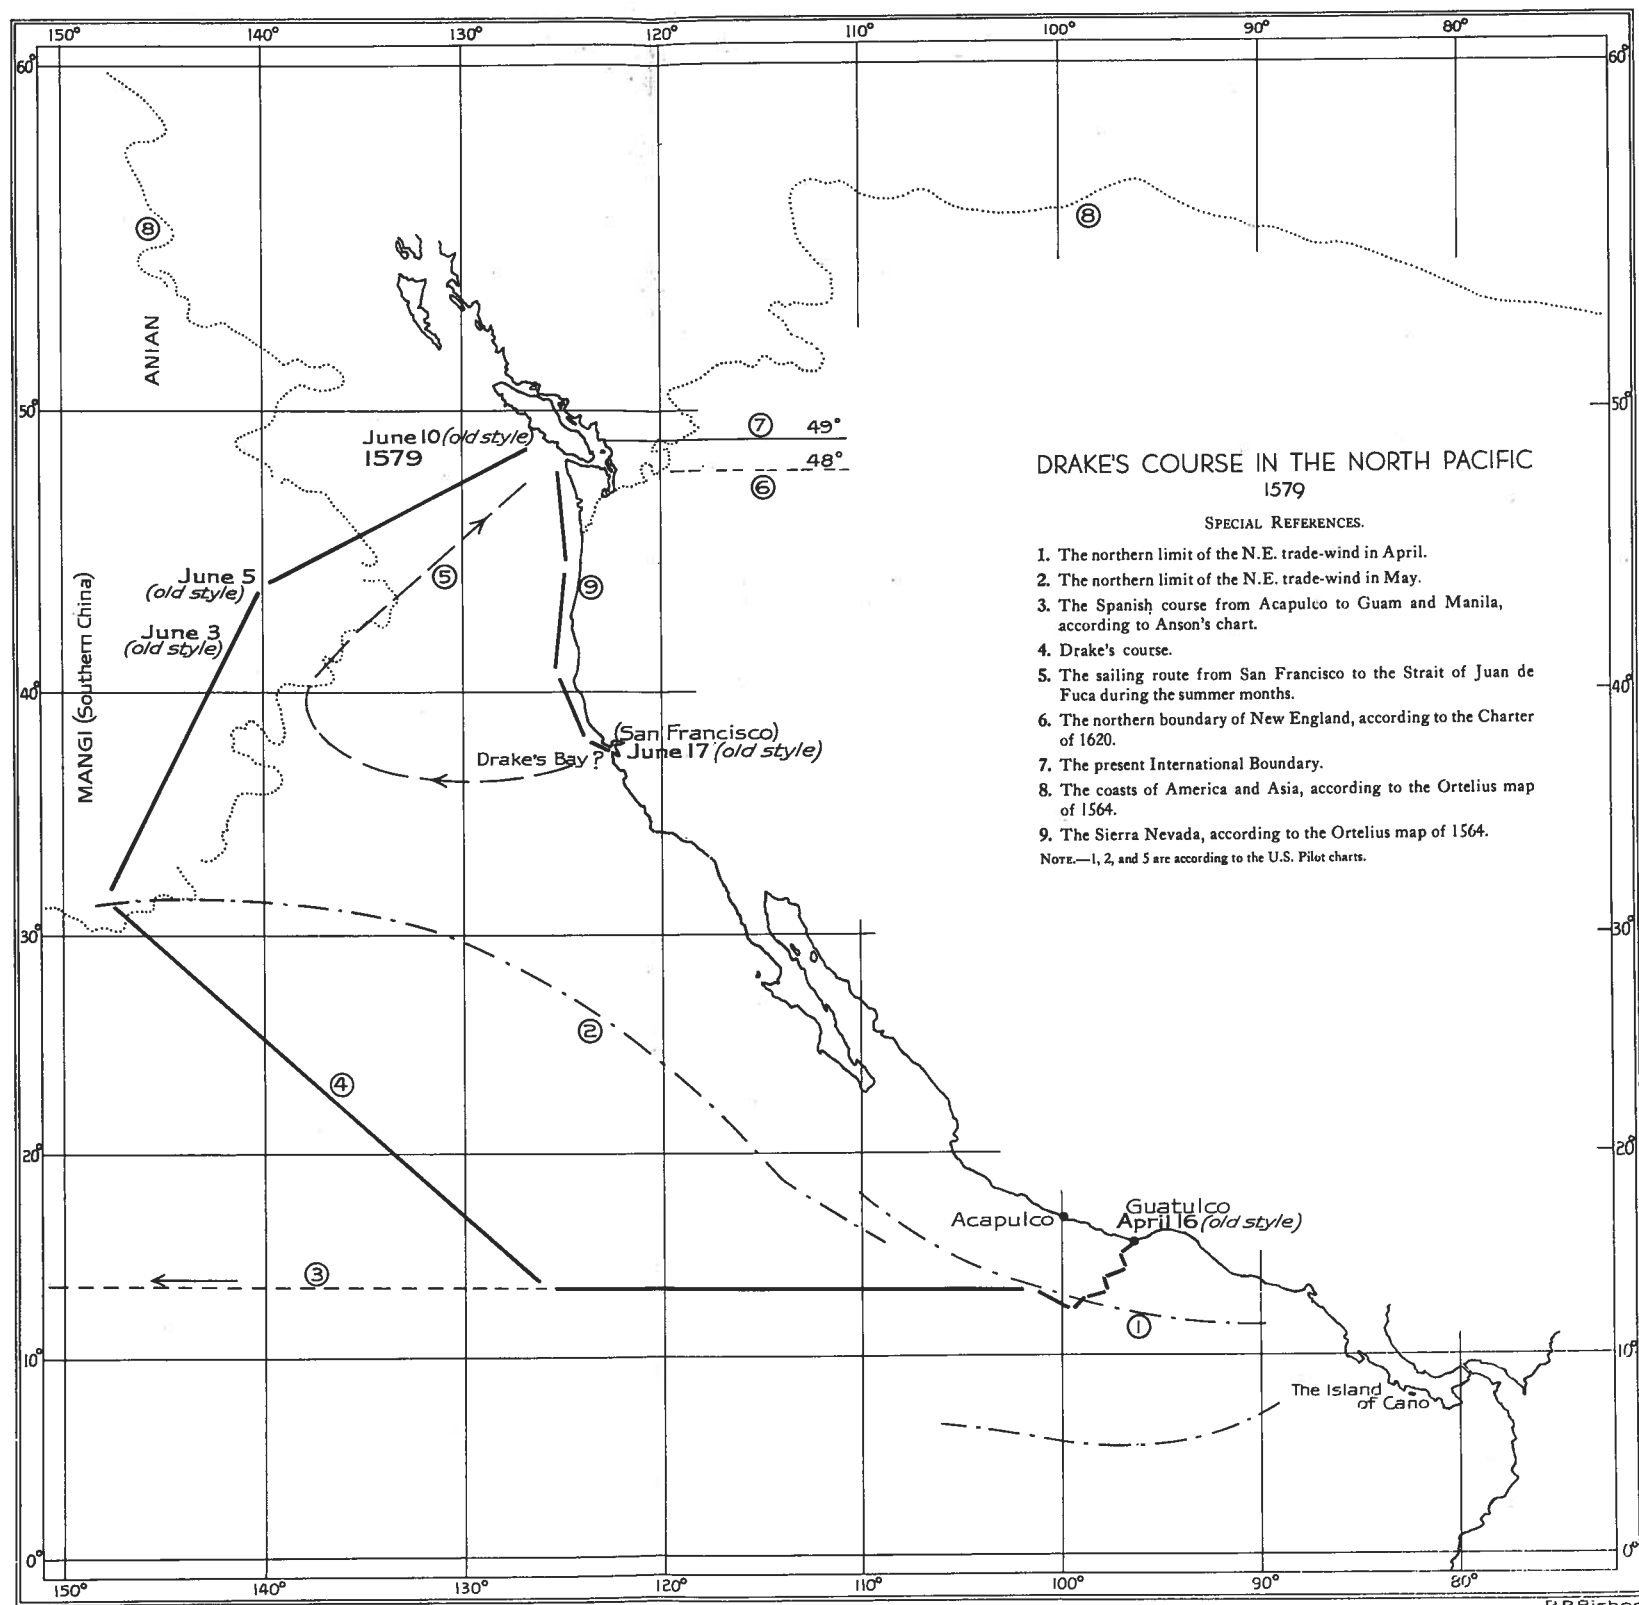 150° 140° 130° 120° 110° 100° 90° 80°
60° 60°
8
8
ANIAN
50° 50°
7 49°
June 10 (old style)
1579
48°
6
DRAKE'S COURSE IN THE NORTH PACIFIC
1579
SPECIAL REFERENCES.
1. The northern limit of the N.E. trade-wind in April.
2. The northern limit of the N.E. trade-wind in May.
3. The Spanish course from Acapulco to Guam and Manila,
according to Anson's chart.
4. Drake's course.
5. The sailing route from San Francisco to the Strait of Juan de
Fuca during the summer months.
6. The northern boundary of New England, according to the Charter
of 1620.
7. The present International Boundary.
8. The coasts of America and Asia, according to the Ortelius map
of 1564.
9. The Sierra Nevada, according to the Ortelius map of 1564.
NOTE.—1, 2, and 5 are according to the U.S. Pilot charts.
June 5
(old style)
5
9
June 3
(old style)
MANGI (Southern China)
40° 40°
(San Francisco)
June 17 (old style)
Drake's Bay ?
30° 30°
2
4
20° 20°
Guatulco
Acapulco April 16 (old style)
3
1
10° 10°
The Island
of Caño
0° 0°
150° 140° 130° 120° 110° 100° 90° 80°